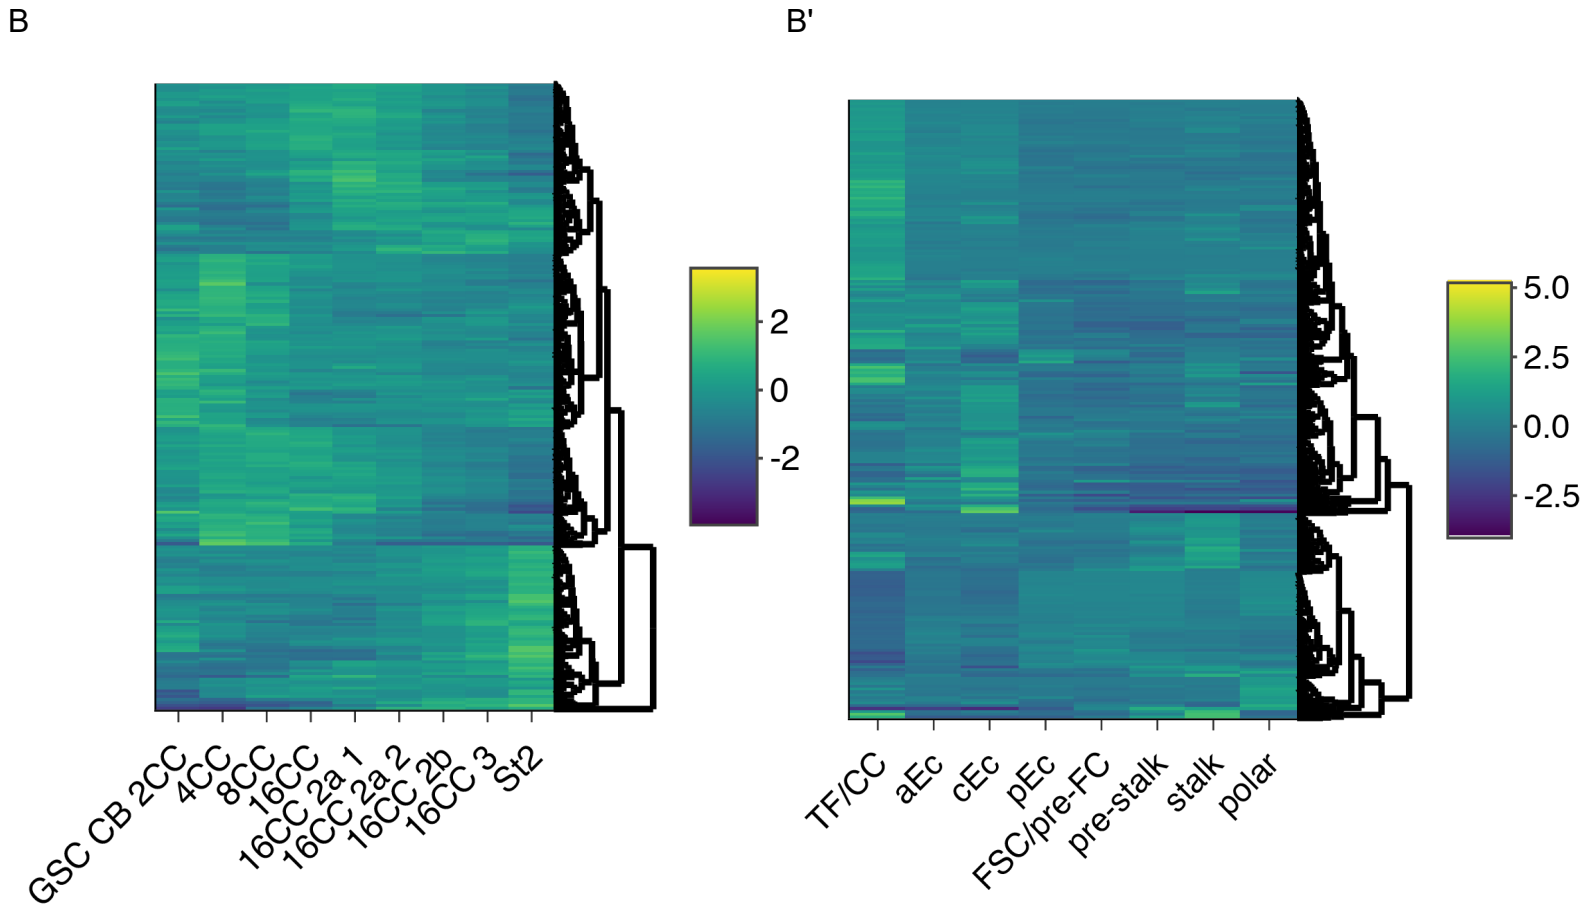 B
B'
2
0
-2
5.0
2.5
0.0
-2.5
GSC CB 2CC
4CC
8CC
16CC
16CC 2a 1
16CC 2a 2
16CC 2b
16CC 3
St2
TF/CC
aEc
cEc
pEc
FSC/pre-FC
pre-stalk
stalk
polar